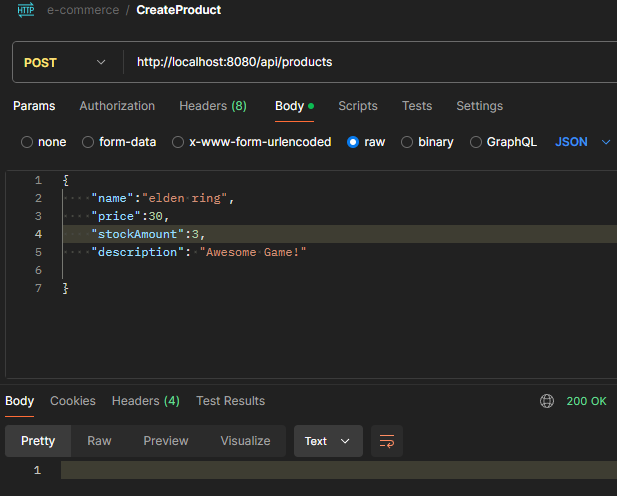 HTTP e-commerce / CreateProduct
POST http://localhost:8080/api/products
Params Authorization Headers (8) Body Scripts Tests Settings
none form-data x-www-form-urlencoded raw binary GraphQL JSON
1 {
2 "name":"elden ring",
3 "price":30,
4 "stockAmount":3,
5 "description": "Awesome Game!"
6
7 }
Body Cookies Headers (4) Test Results 200 OK
Pretty Raw Preview Visualize Text
1